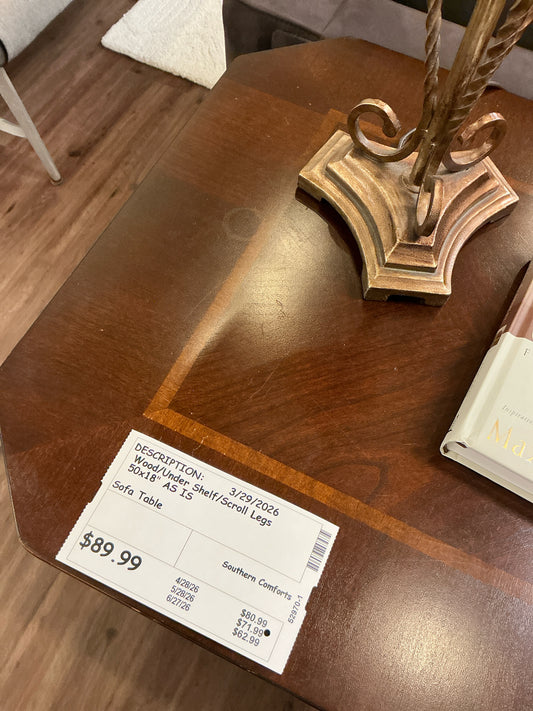 DESCRIPTION: 3/29/2026
Wood/Under Shelf/Scroll Legs
50x18" AS IS
Sofa Table
$89.99
Southern Comforts
4/28/26 $80.99
5/28/26 $71.99
6/27/26 $62.99
52970-1